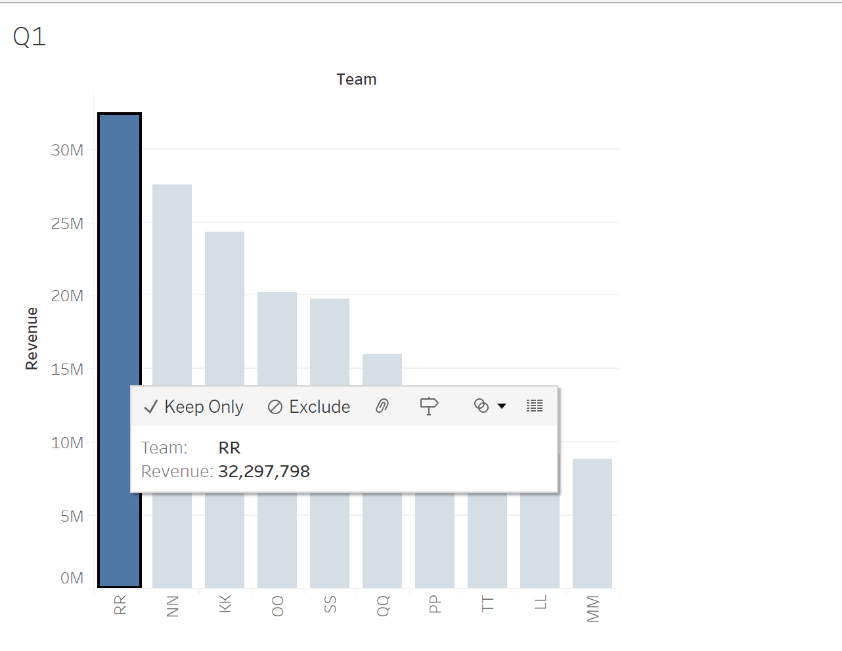 Q1
Team
30M
25M
20M
15M
10M
5M
0M
Revenue
Keep Only Exclude
Team: RR
Revenue: 32,297,798
RR
NN
KK
OO
SS
QQ
PP
TT
LL
MM